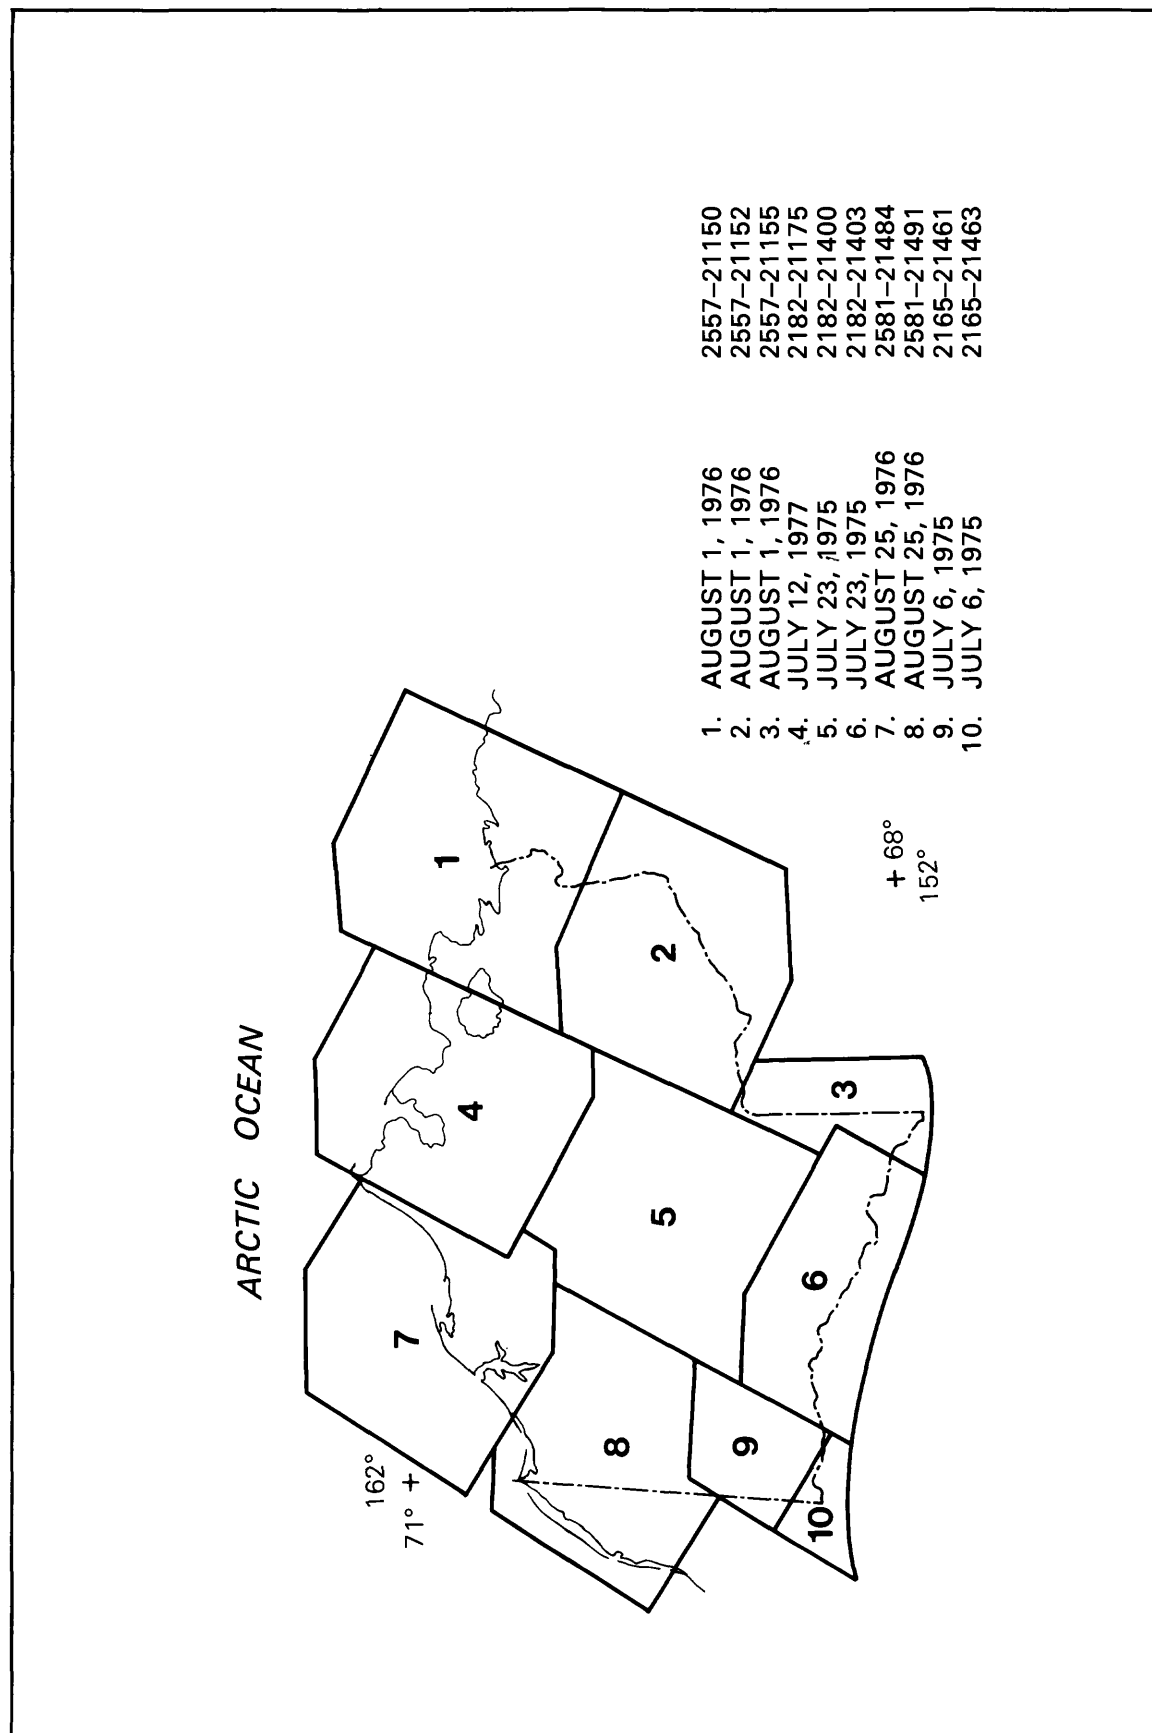 ARCTIC OCEAN
162°
71° +
7
4
1
8
5
2
9
6
3
10
+ 68°
152°
1. AUGUST 1, 1976 2557–21150
2. AUGUST 1, 1976 2557–21152
3. AUGUST 1, 1976 2557–21155
4. JULY 12, 1977 2182–21175
5. JULY 23, 1975 2182–21400
6. JULY 23, 1975 2182–21403
7. AUGUST 25, 1976 2581–21484
8. AUGUST 25, 1976 2581–21491
9. JULY 6, 1975 2165–21461
10. JULY 6, 1975 2165–21463